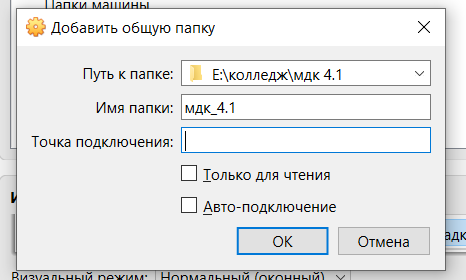 Папки машины
Добавить общую папку
Путь к папке: E:\колледж\мдк 4.1
Имя папки: мдк_4.1
Точка подключения:
Только для чтения
Авто-подключение
OK Отмена
Визуальный режим: Нормальный (оконный)